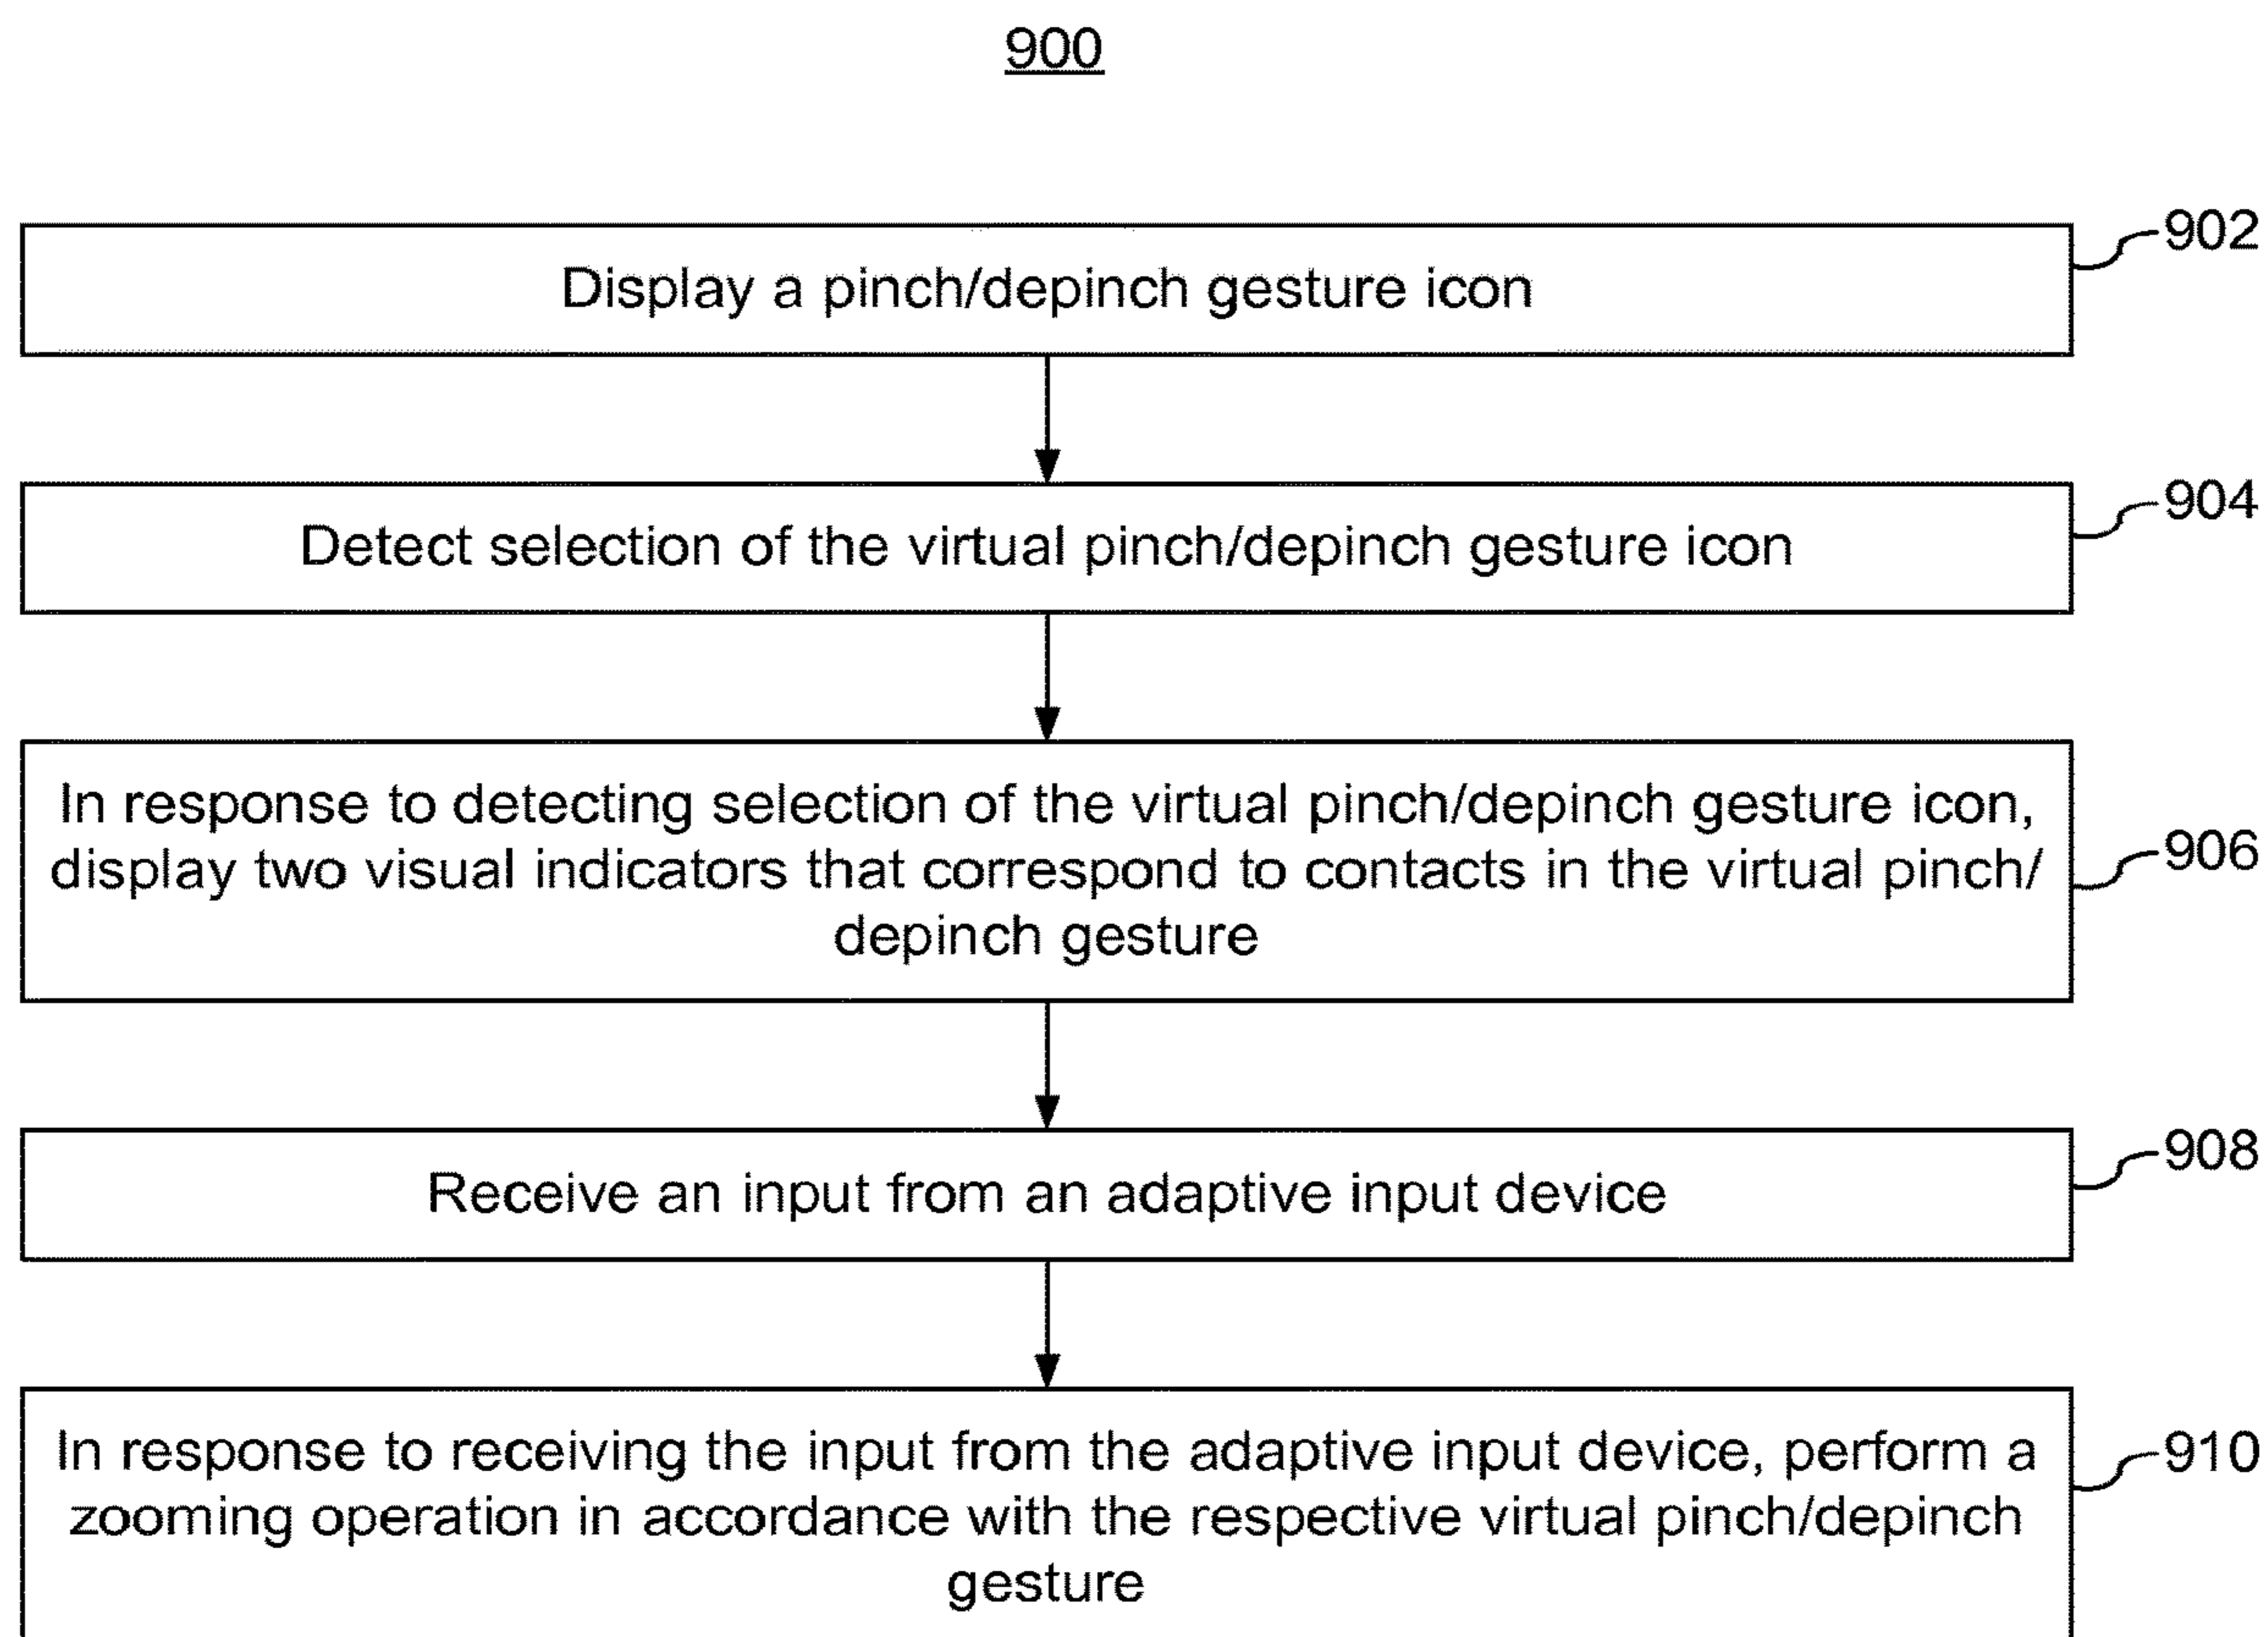 900
902
Display a pinch/depinch gesture icon
904
Detect selection of the virtual pinch/depinch gesture icon
In response to detecting selection of the virtual pinch/depinch gesture icon,
display two visual indicators that correspond to contacts in the virtual pinch/
depinch gesture
906
908
Receive an input from an adaptive input device
In response to receiving the input from the adaptive input device, perform a
zooming operation in accordance with the respective virtual pinch/depinch
gesture
910